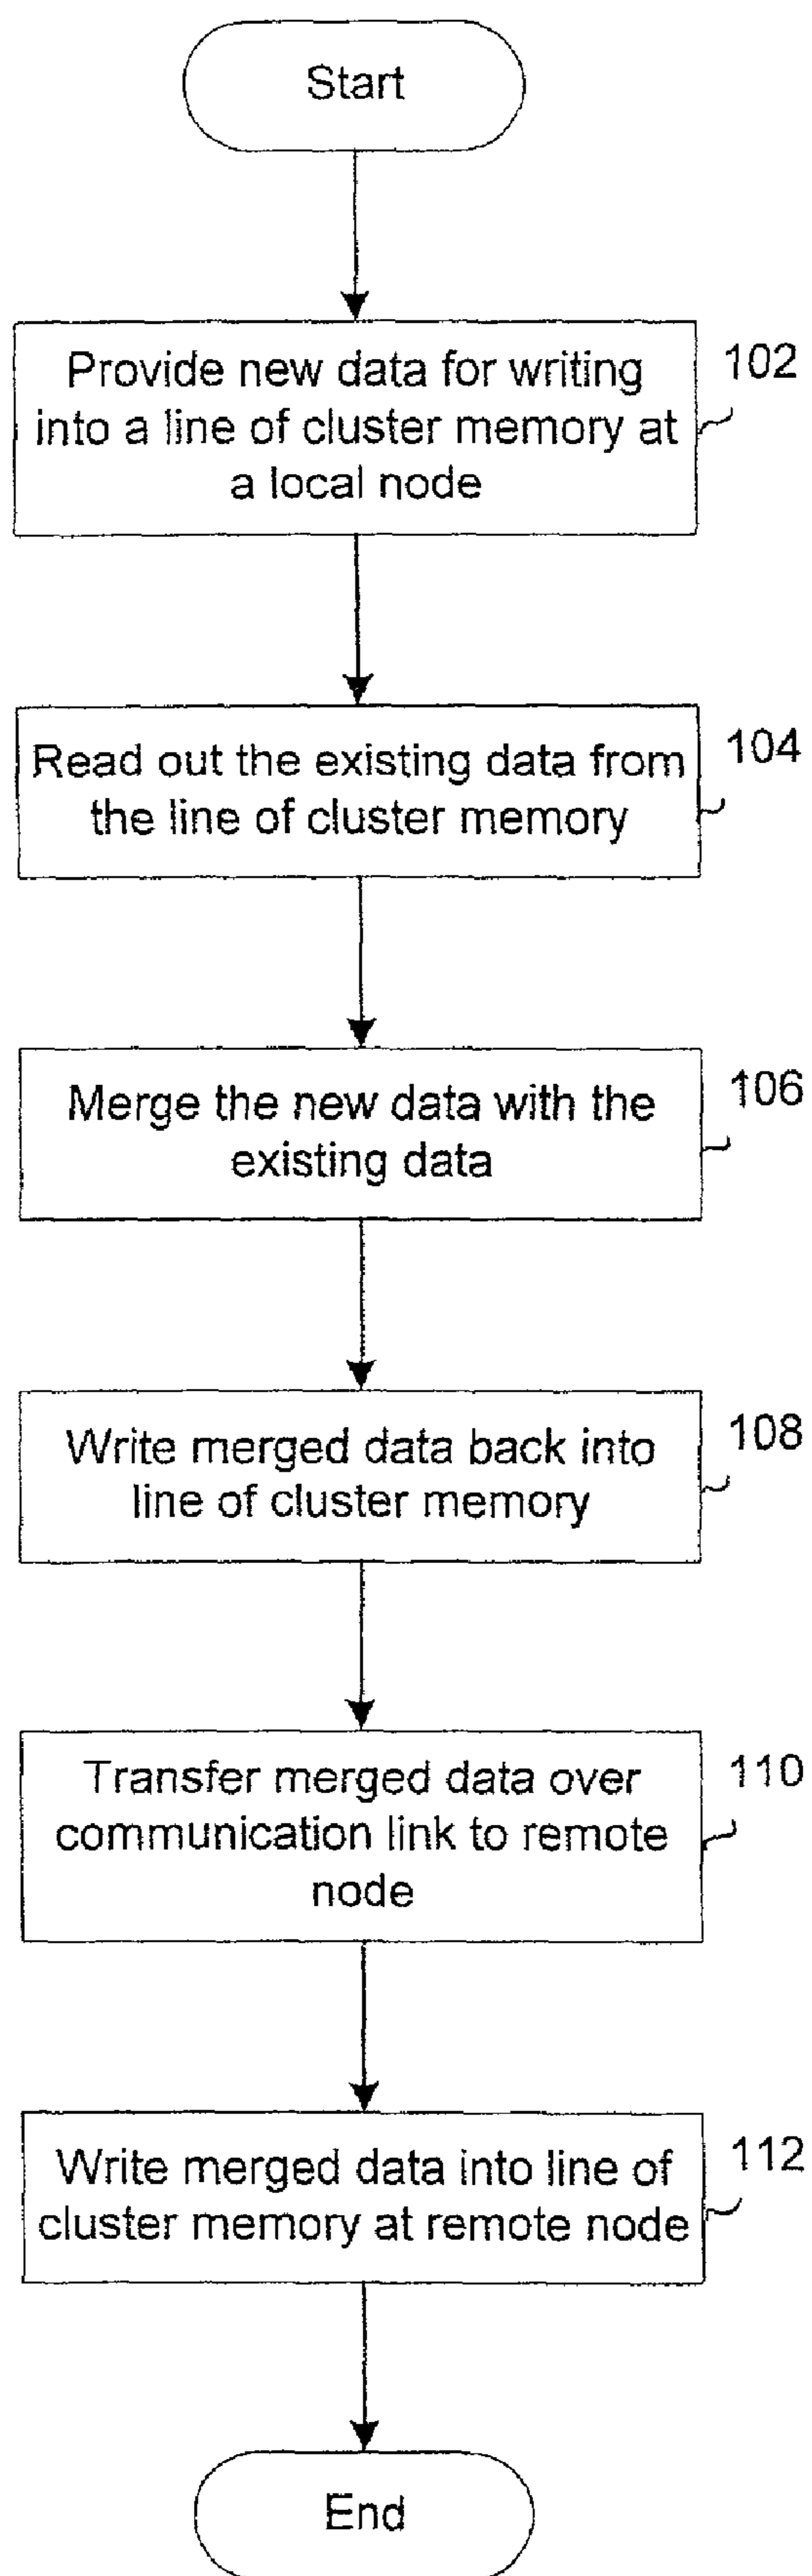 Start
Provide new data for writing
into a line of cluster memory at
a local node
102
Read out the existing data from
the line of cluster memory
104
Merge the new data with the
existing data
106
Write merged data back into
line of cluster memory
108
Transfer merged data over
communication link to remote
node
110
Write merged data into line of
cluster memory at remote node
112
End